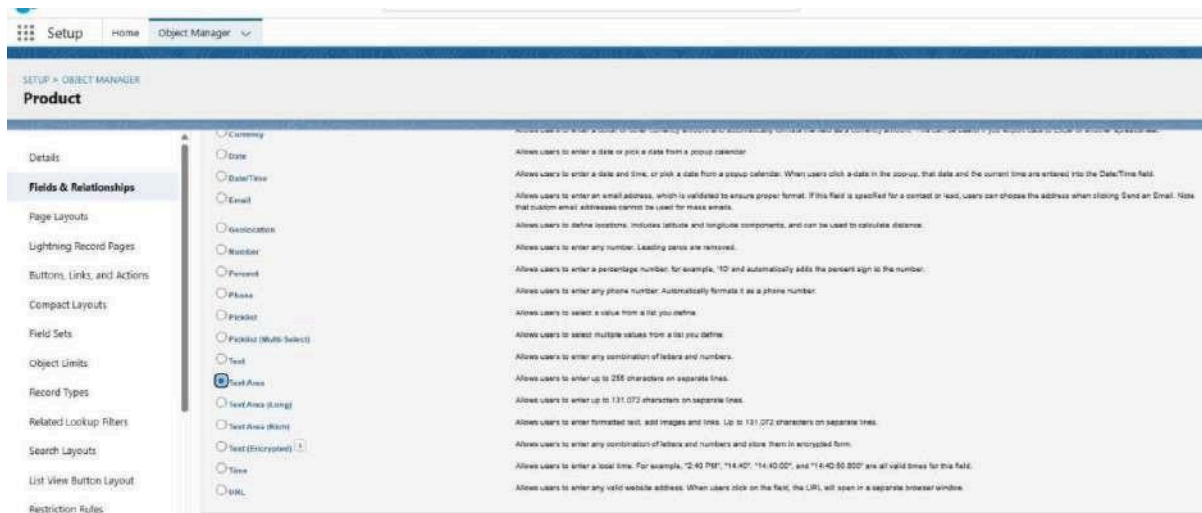 Setup Home Object Manager
SETUP > OBJECT MANAGER
Product
Details
Fields & Relationships
Page Layouts
Lightning Record Pages
Buttons, Links, and Actions
Compact Layouts
Field Sets
Object Limits
Record Types
Related Lookup Filters
Search Layouts
List View Button Layout
Restriction Rules
Currency
Date Allows users to enter a date or pick a date from a popup calendar.
Date/Time Allows users to enter a date and time, or pick a date from a popup calendar. When users click a date in the pop-up, that date and the current time are entered into the Date/Time field.
Email Allows users to enter an email address, which is validated to ensure proper format. If this field is specified for a contact or lead, users can choose the address when clicking Send an Email. Note
that custom email addresses cannot be used for mass emails.
Geolocation Allows users to define locations. Includes latitude and longitude components, and can be used to calculate distance.
Number Allows users to enter any number. Leading zeros are removed.
Percent Allows users to enter a percentage number, for example, '10' and automatically adds the percent sign to the number.
Phone Allows users to enter any phone number. Automatically formats it as a phone number.
Picklist Allows users to select a value from a list you define.
Picklist (Multi-Select) Allows users to select multiple values from a list you define.
Text Allows users to enter any combination of letters and numbers.
Text Area Allows users to enter up to 255 characters on separate lines.
Text Area (Long) Allows users to enter up to 131,072 characters on separate lines.
Text Area (Rich) Allows users to enter formatted text, add images and links. Up to 131,072 characters on separate lines.
Text (Encrypted) i Allows users to enter any combination of letters and numbers and store them in encrypted form.
Time Allows users to enter a local time. For example, "2:40 PM", "14:40", "14:40:00", and "14:40:50.600" are all valid times for this field.
URL Allows users to enter any valid website address. When users click on the field, the URL will open in a separate browser window.